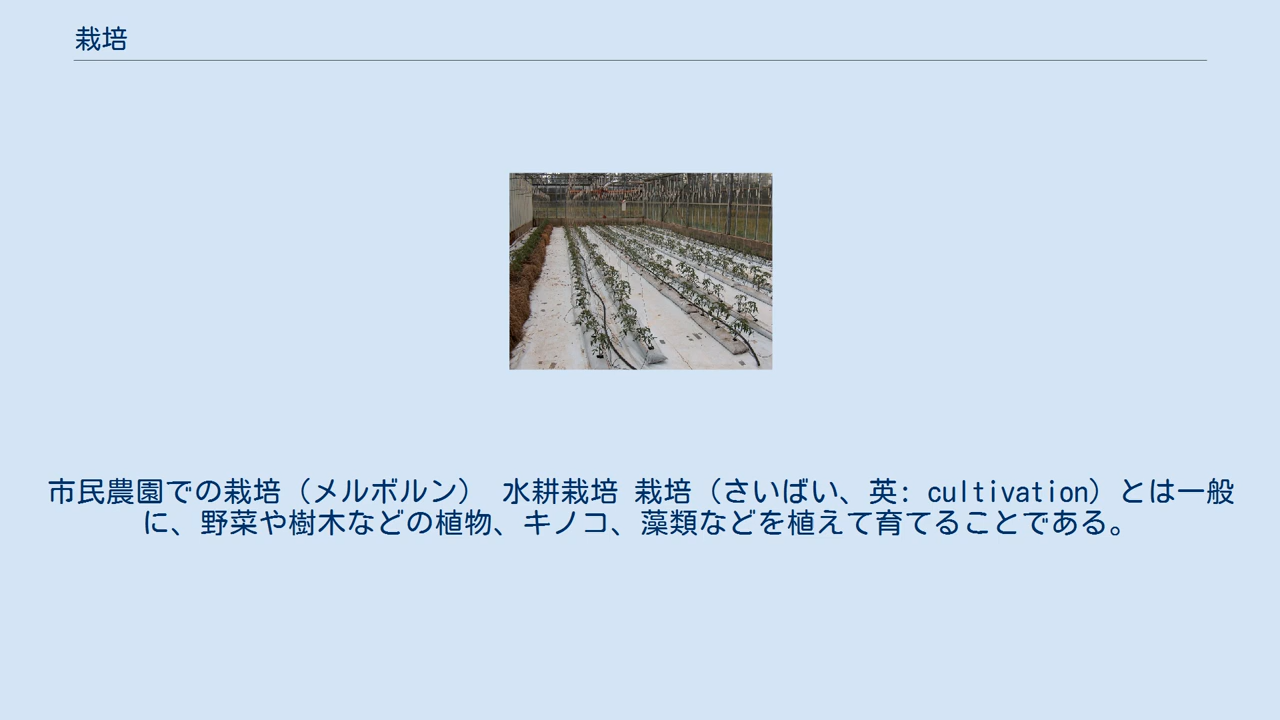 栽培
市民農園での栽培（メルボルン） 水耕栽培 栽培（さいばい、英: cultivation）とは一般
に、野菜や樹木などの植物、キノコ、藻類などを植えて育てることである。